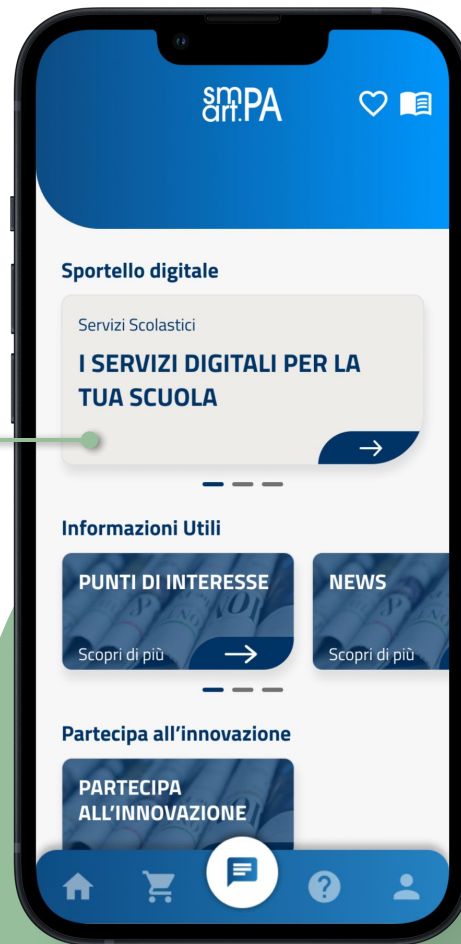 smart.PA
Sportello digitale
Servizi Scolastici
I SERVIZI DIGITALI PER LA
TUA SCUOLA
Informazioni Utili
PUNTI DI INTERESSE
Scopri di più
NEWS
Scopri di più
Partecipa all'innovazione
PARTECIPA
ALL'INNOVAZIONE